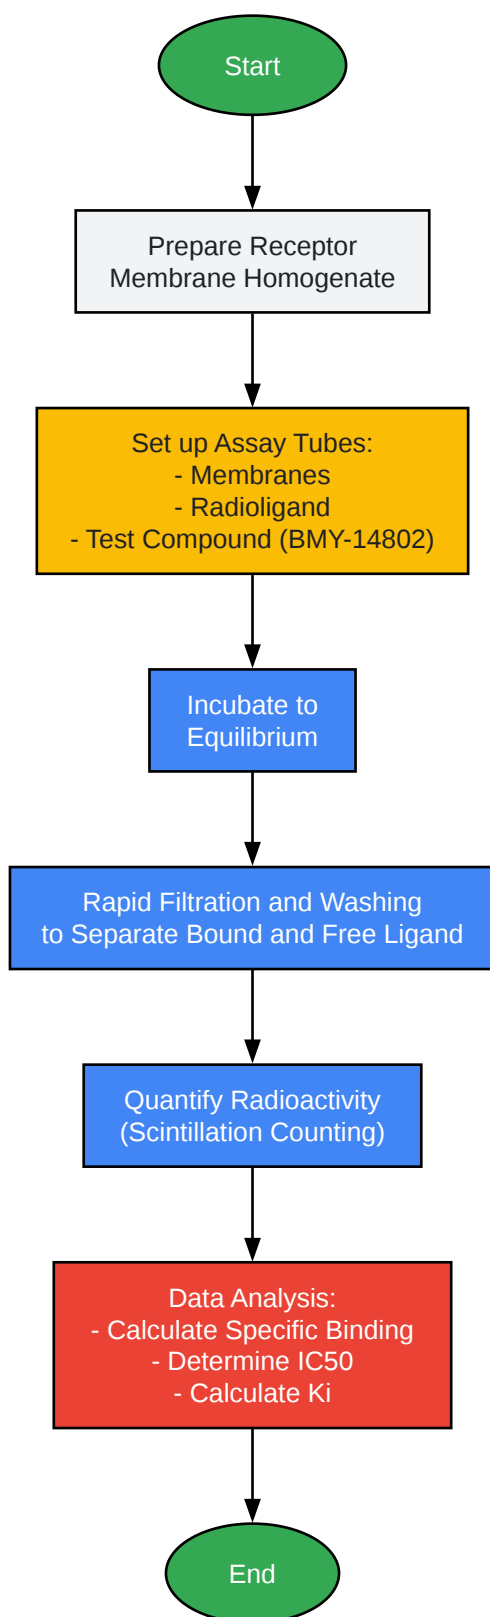 Start
Prepare Receptor
Membrane Homogenate
Set up Assay Tubes:
- Membranes
- Radioligand
- Test Compound (BMY-14802)
Incubate to
Equilibrium
Rapid Filtration and Washing
to Separate Bound and Free Ligand
Quantify Radioactivity
(Scintillation Counting)
Data Analysis:
- Calculate Specific Binding
- Determine IC50
- Calculate Ki
End